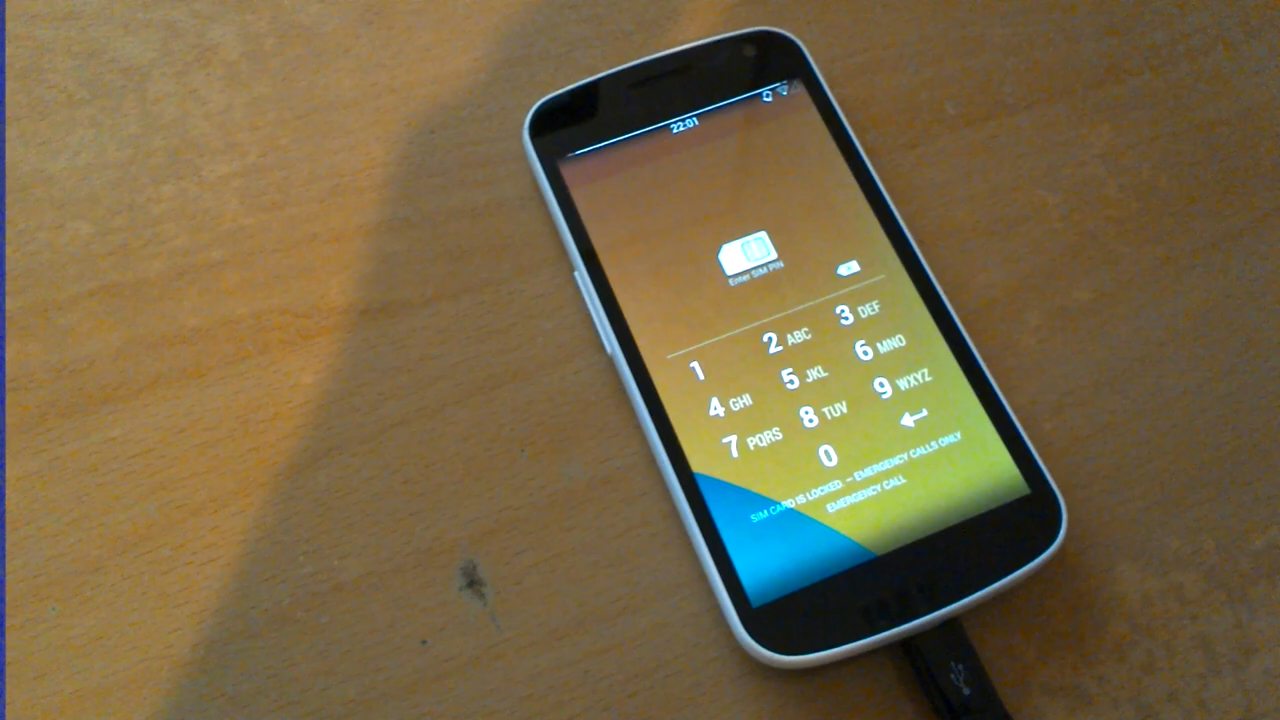 22:01
Enter SIM PIN
1
2 ABC
3 DEF
4 GHI
5 JKL
6 MNO
7 PQRS
8 TUV
9 WXYZ
0
SIM CARD IS LOCKED. – EMERGENCY CALLS ONLY
EMERGENCY CALL